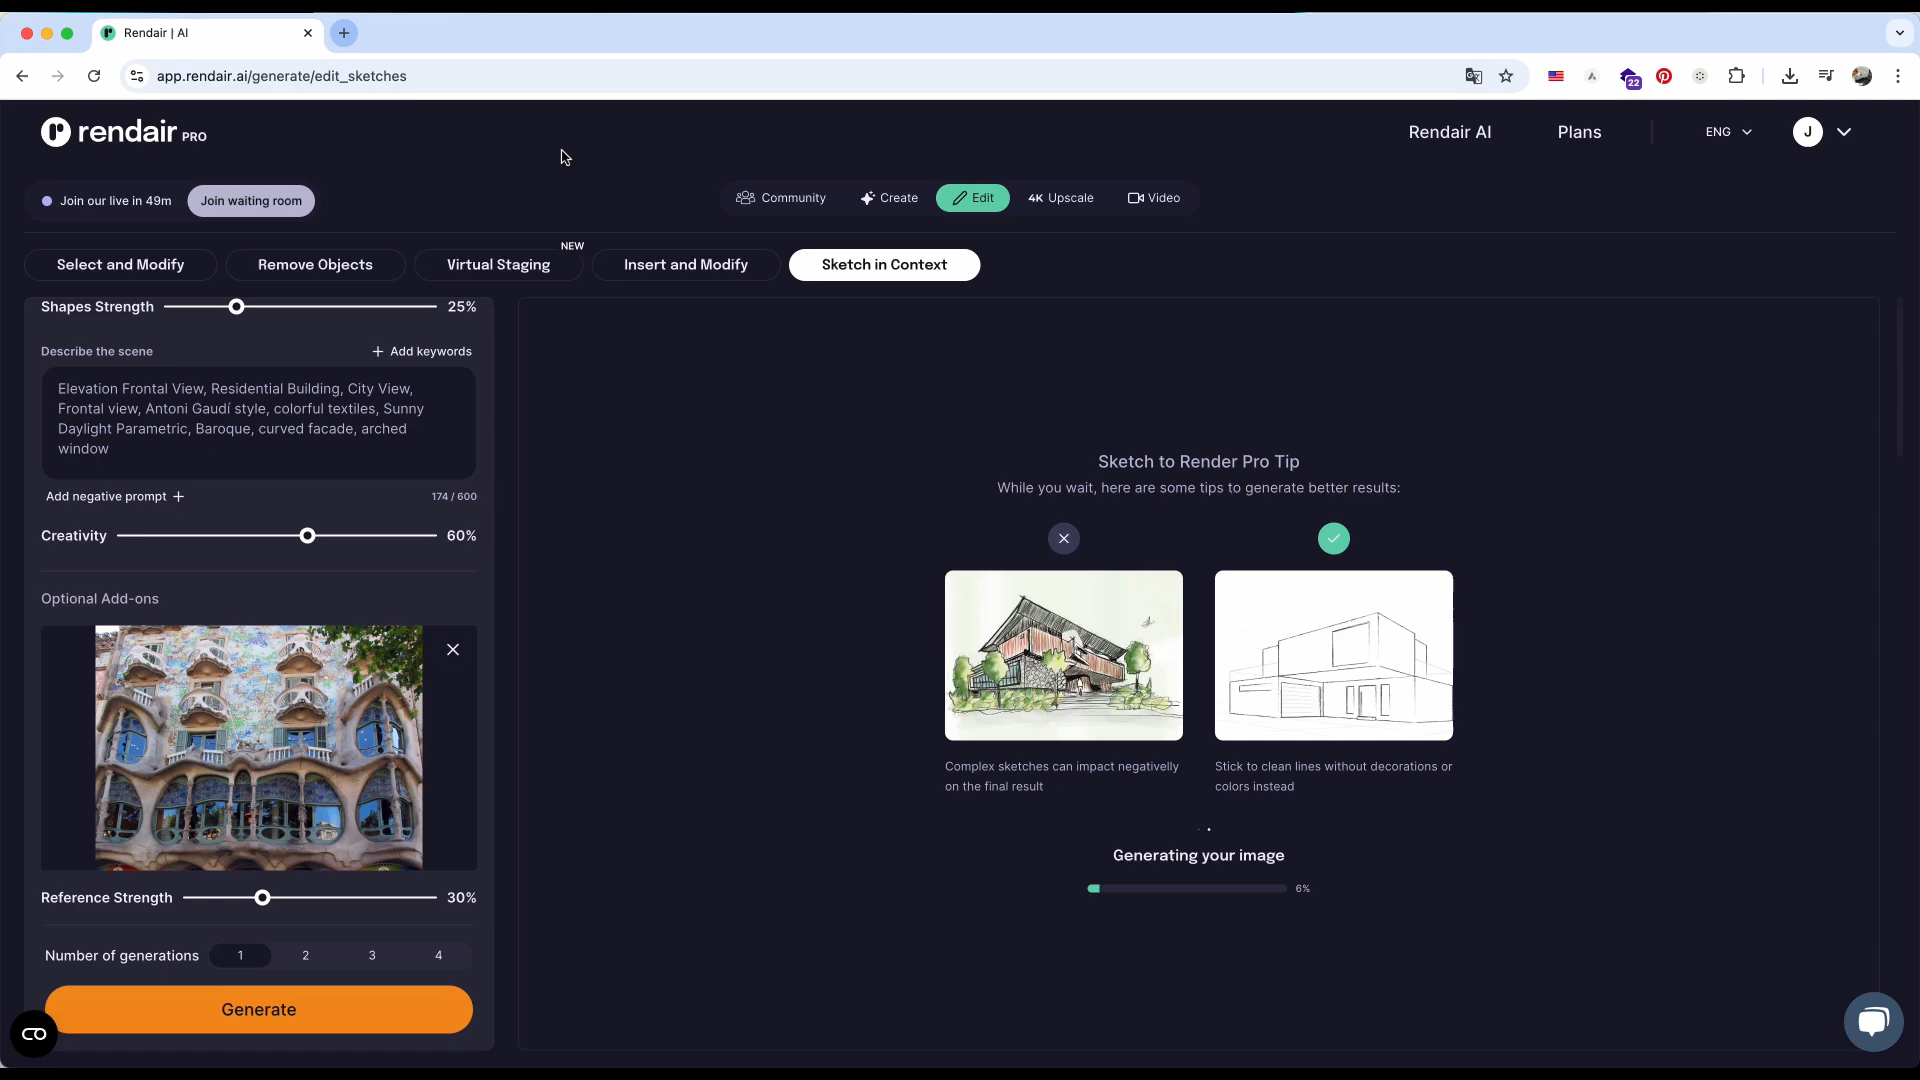 Rendair | AI
app.rendair.ai/generate/edit_sketches
22
rendair PRO
Rendair AI
Plans
ENG
J
Join our live in 49m
Join waiting room
Community
Create
Edit
4K Upscale
Video
Select and Modify
Remove Objects
Virtual Staging
NEW
Insert and Modify
Sketch in Context
Shapes Strength
25%
Describe the scene
Add keywords
Elevation Frontal View, Residential Building, City View,
Frontal view, Antoni Gaudí style, colorful textiles, Sunny
Daylight Parametric, Baroque, curved facade, arched
window
Add negative prompt
174 / 600
Creativity
60%
Optional Add-ons
Reference Strength
30%
Number of generations
1
2
3
4
Generate
Sketch to Render Pro Tip
While you wait, here are some tips to generate better results:
Complex sketches can impact negativelly
on the final result
Stick to clean lines without decorations or
colors instead
Generating your image
6%